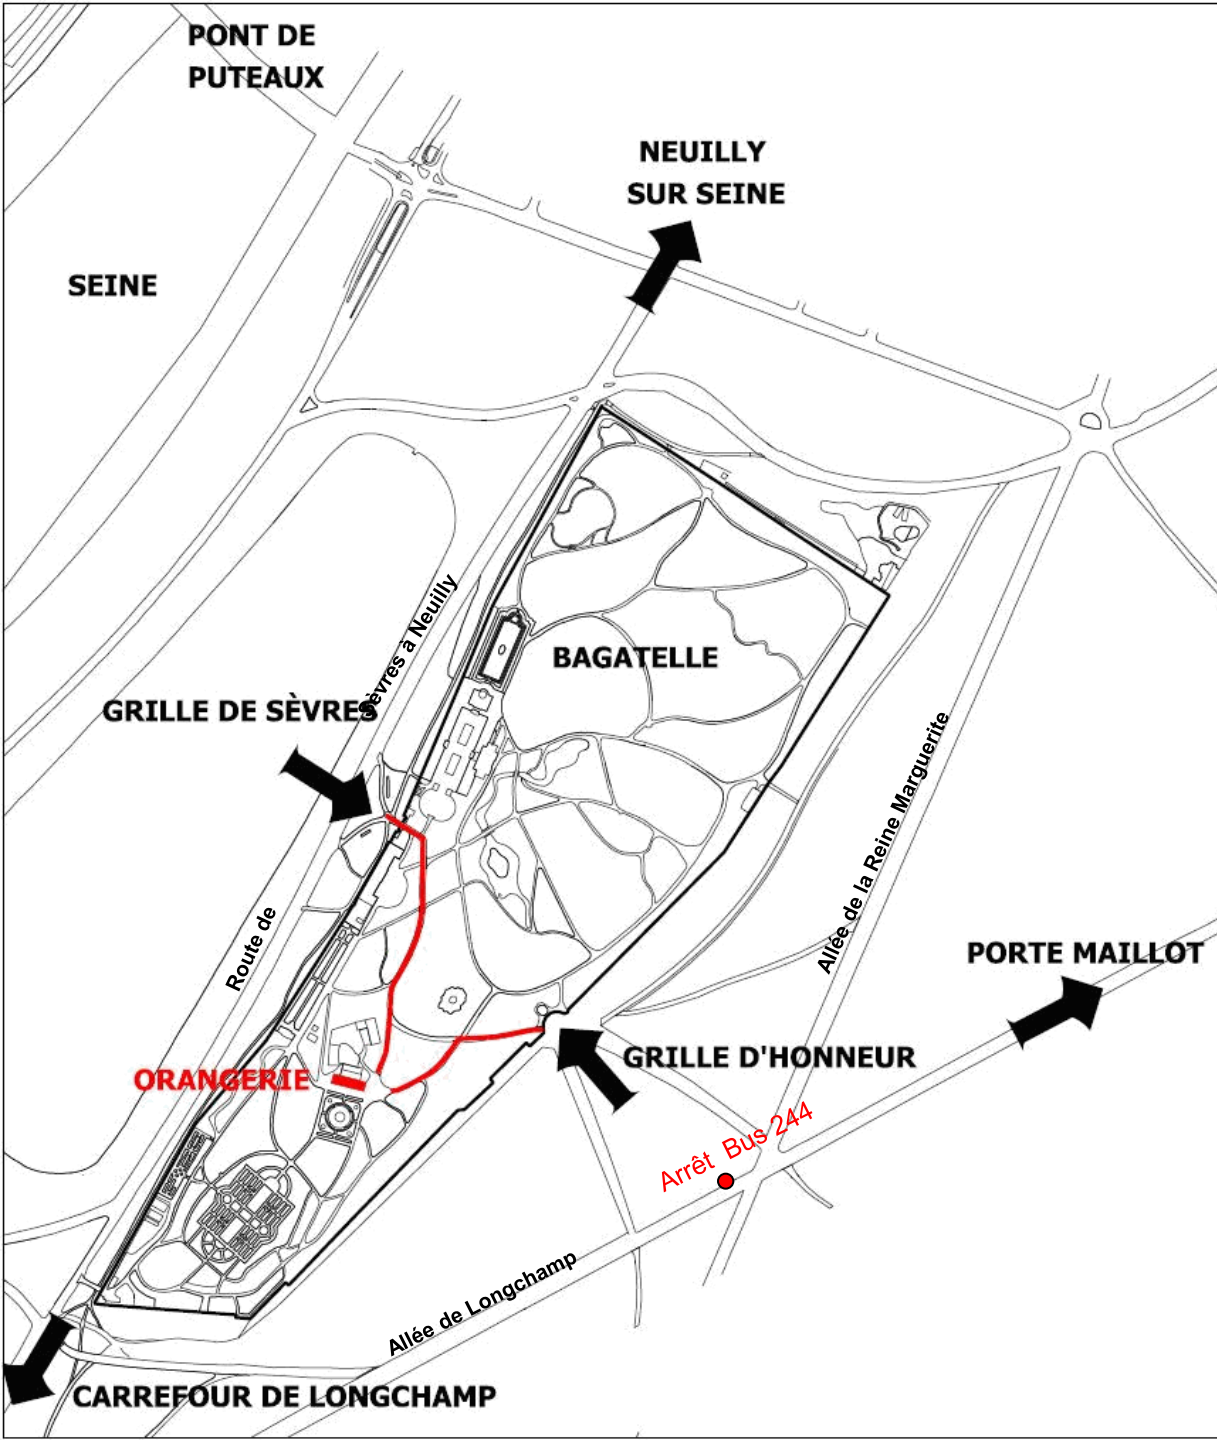 PONT DE
PUTEAUX
NEUILLY
SUR SEINE
SEINE
Sèvres à Neuilly
BAGATELLE
GRILLE DE SÈVRES
Allée de la Reine Marguerite
Route de
PORTE MAILLOT
GRILLE D'HONNEUR
ORANGERIE
Arrêt Bus 244
Allée de Longchamp
CARREFOUR DE LONGCHAMP